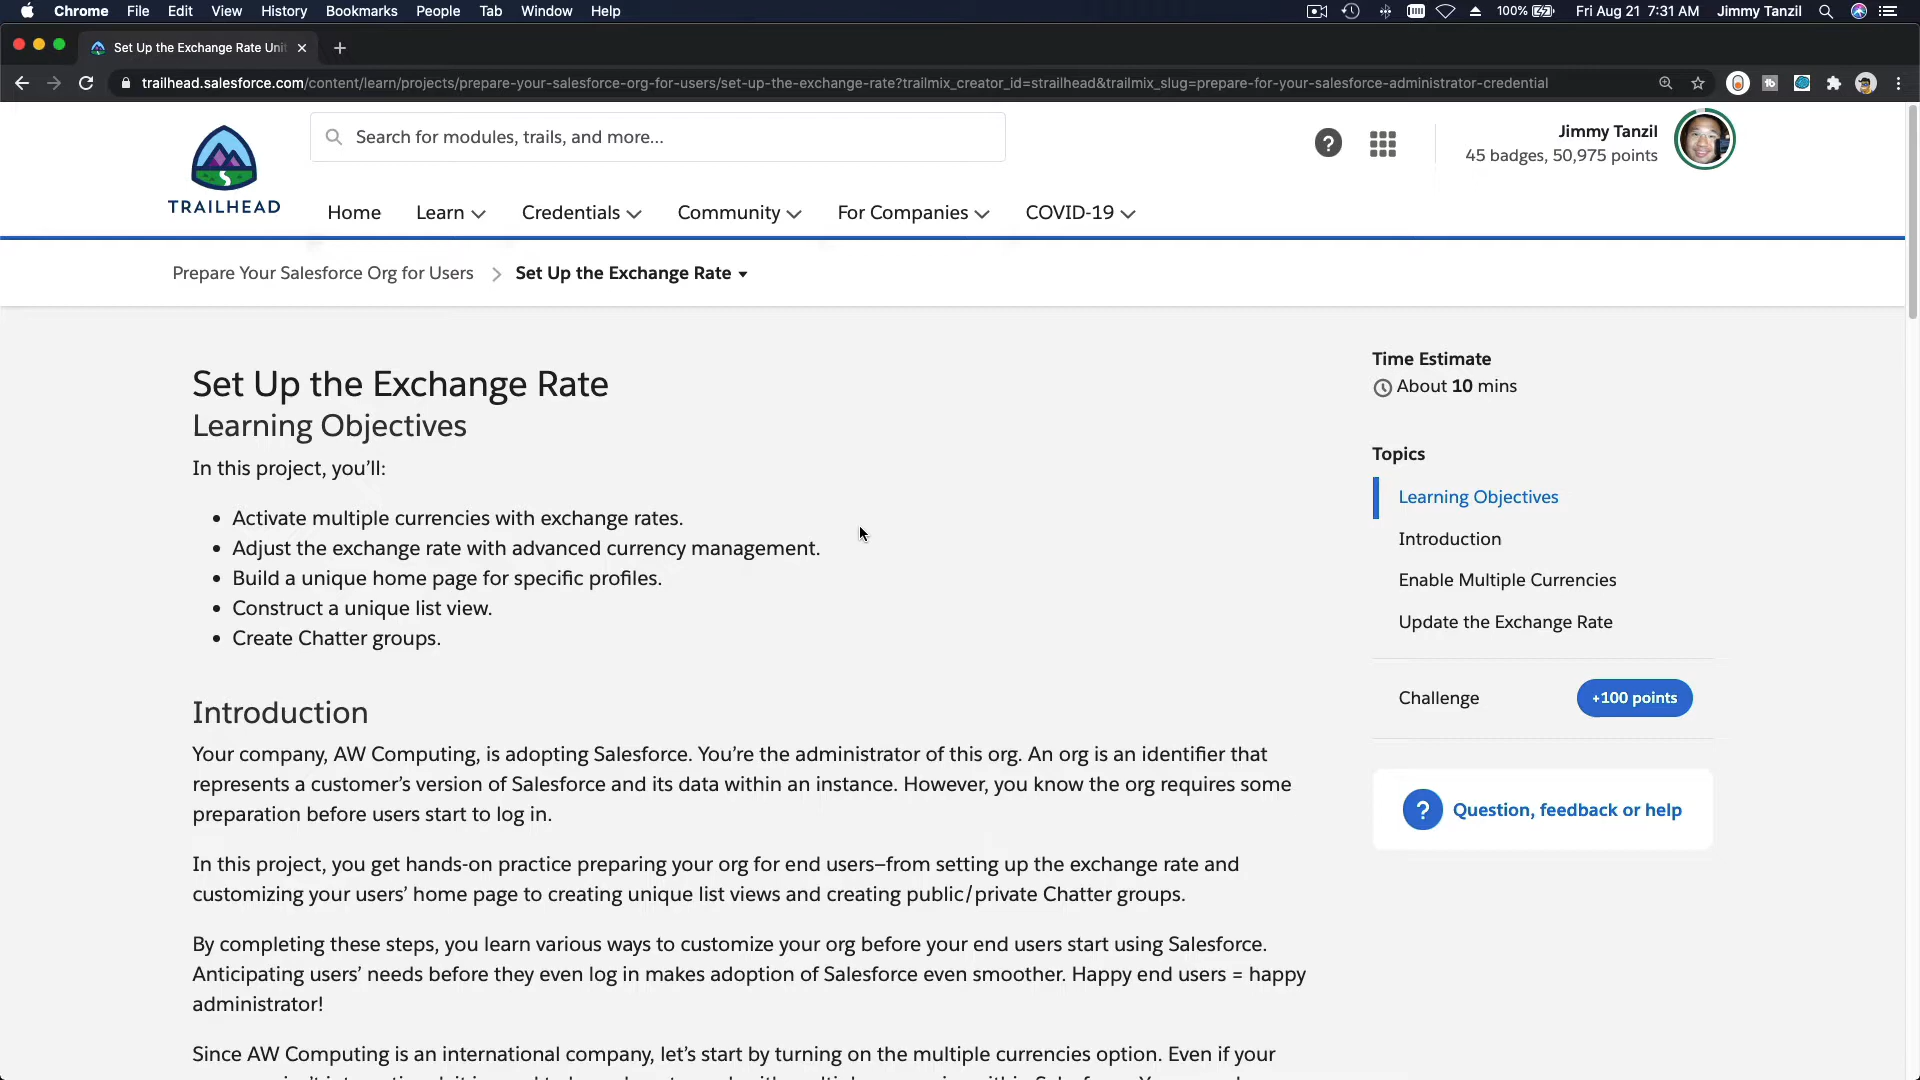 Chrome File Edit View History Bookmarks People Tab Window Help 100% Fri Aug 21 7:31 AM Jimmy Tanzil
Set Up the Exchange Rate Uni
trailhead.salesforce.com/content/learn/projects/prepare-your-salesforce-org-for-users/set-up-the-exchange-rate?trailmix_creator_id=strailhead&trailmix_slug=prepare-for-your-salesforce-administrator-credential
TRAILHEAD
Search for modules, trails, and more...
?
Jimmy Tanzil
45 badges, 50,975 points
Home Learn Credentials Community For Companies COVID-19
Prepare Your Salesforce Org for Users Set Up the Exchange Rate
Set Up the Exchange Rate
Learning Objectives
In this project, you’ll:
• Activate multiple currencies with exchange rates.
• Adjust the exchange rate with advanced currency management.
• Build a unique home page for specific profiles.
• Construct a unique list view.
• Create Chatter groups.
Introduction
Your company, AW Computing, is adopting Salesforce. You’re the administrator of this org. An org is an identifier that
represents a customer’s version of Salesforce and its data within an instance. However, you know the org requires some
preparation before users start to log in.
In this project, you get hands-on practice preparing your org for end users—from setting up the exchange rate and
customizing your users’ home page to creating unique list views and creating public/private Chatter groups.
By completing these steps, you learn various ways to customize your org before your end users start using Salesforce.
Anticipating users’ needs before they even log in makes adoption of Salesforce even smoother. Happy end users = happy
administrator!
Since AW Computing is an international company, let’s start by turning on the multiple currencies option. Even if your
Time Estimate
About 10 mins
Topics
Learning Objectives
Introduction
Enable Multiple Currencies
Update the Exchange Rate
Challenge +100 points
? Question, feedback or help